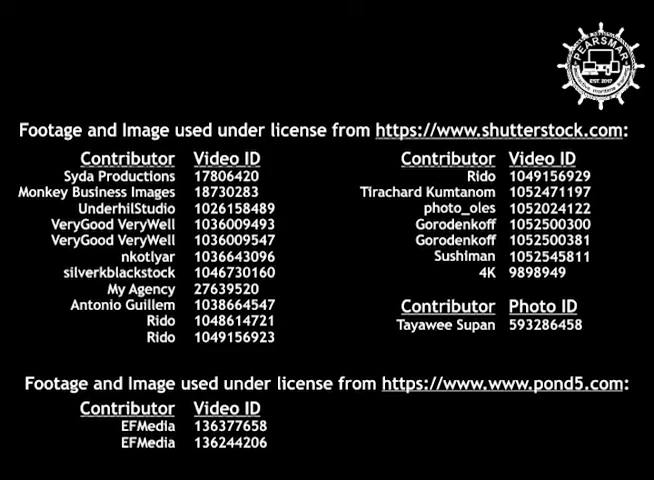 PEARSMAR
EST. 2017
Footage and Image used under license from https://www.shutterstock.com:
Contributor Video ID
Syda Productions 17806420
Monkey Business Images 18730283
UnderhilStudio 1026158489
VeryGood VeryWell 1036009493
VeryGood VeryWell 1036009547
nkotlyar 1036643096
silverkblackstock 1046730160
My Agency 27639520
Antonio Guillem 1038664547
Rido 1048614721
Rido 1049156923
Contributor Video ID
Rido 1049156929
Tirachard Kumtanom 1052471197
photo_oles 1052024122
Gorodenkoff 1052500300
Gorodenkoff 1052500381
Sushiman 1052545811
4K 9898949
Contributor Photo ID
Tayawee Supan 593286458
Footage and Image used under license from https://www.www.pond5.com:
Contributor Video ID
EFMedia 136377658
EFMedia 136244206